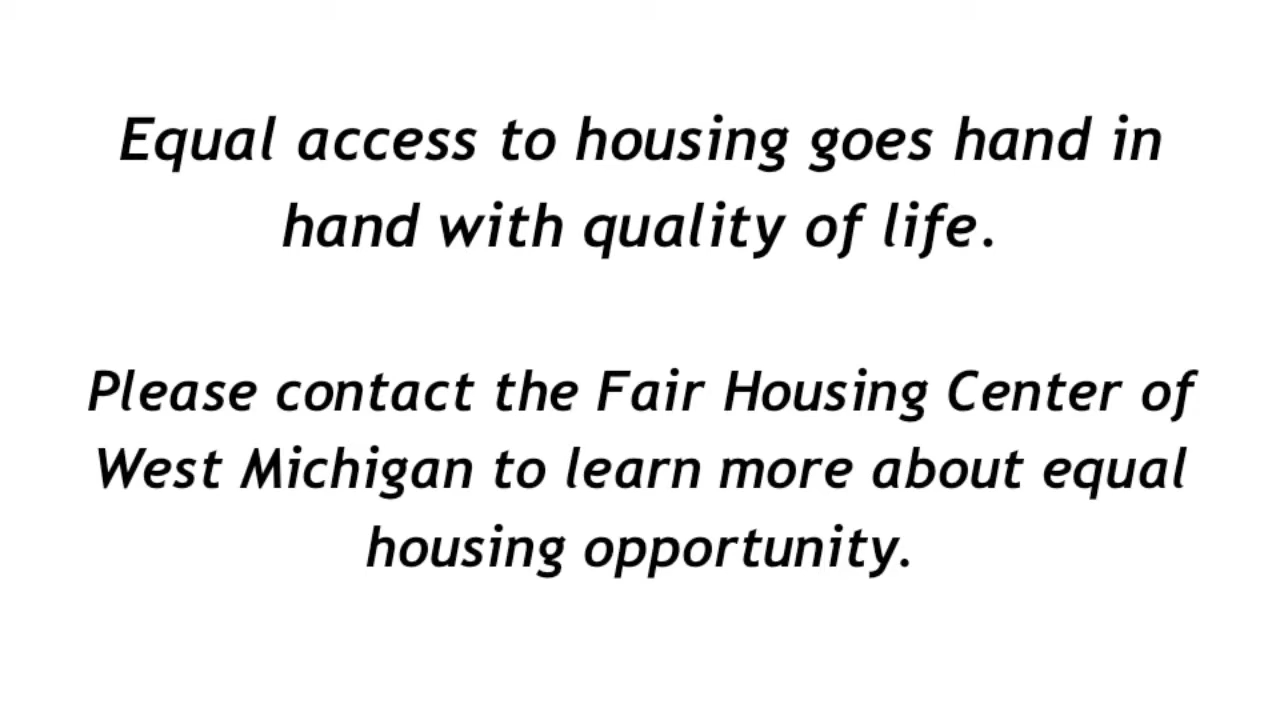 Equal access to housing goes hand in
hand with quality of life.
Please contact the Fair Housing Center of
West Michigan to learn more about equal
housing opportunity.